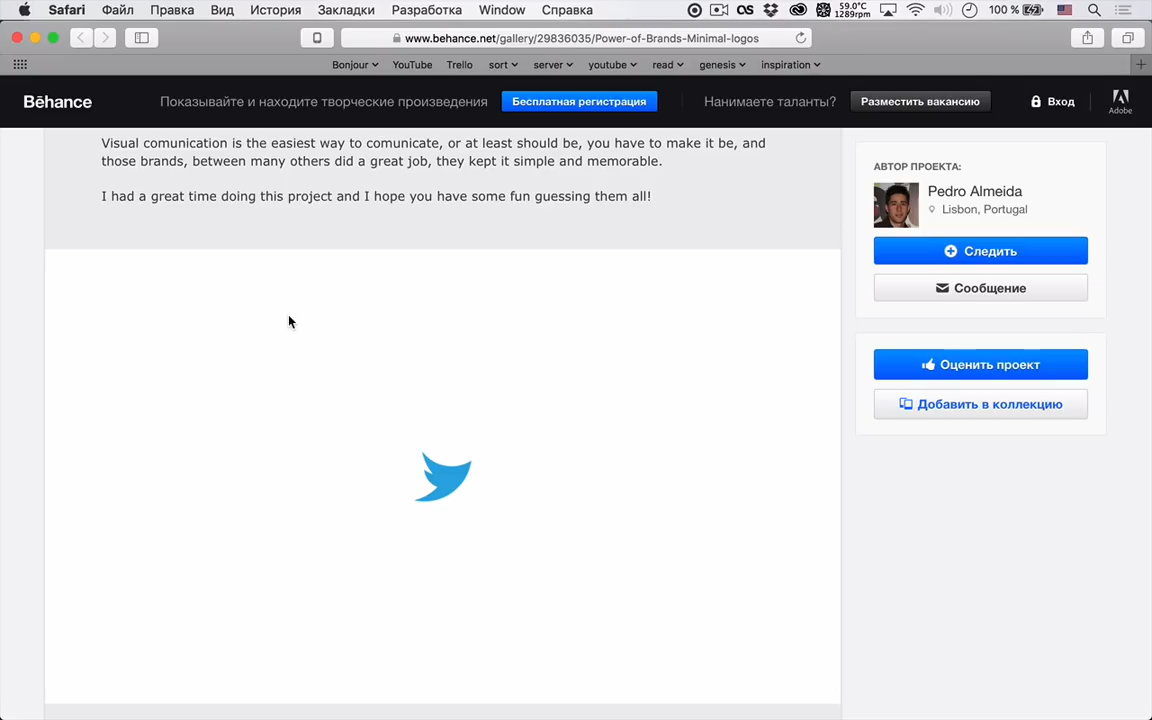 Safari Файл Правка Вид История Закладки Разработка Window Справка 59.0°C 1289rpm 100 %
www.behance.net/gallery/29836035/Power-of-Brands-Minimal-logos
Bonjour YouTube Trello sort server youtube read genesis inspiration
Bēhance Показывайте и находите творческие произведения Бесплатная регистрация Нанимаете таланты? Разместить вакансию Вход Adobe
Visual comunication is the easiest way to comunicate, or at least should be, you have to make it be, and
those brands, between many others did a great job, they kept it simple and memorable.
I had a great time doing this project and I hope you have some fun guessing them all!
АВТОР ПРОЕКТА:
Pedro Almeida
Lisbon, Portugal
Следить
Сообщение
Оценить проект
Добавить в коллекцию